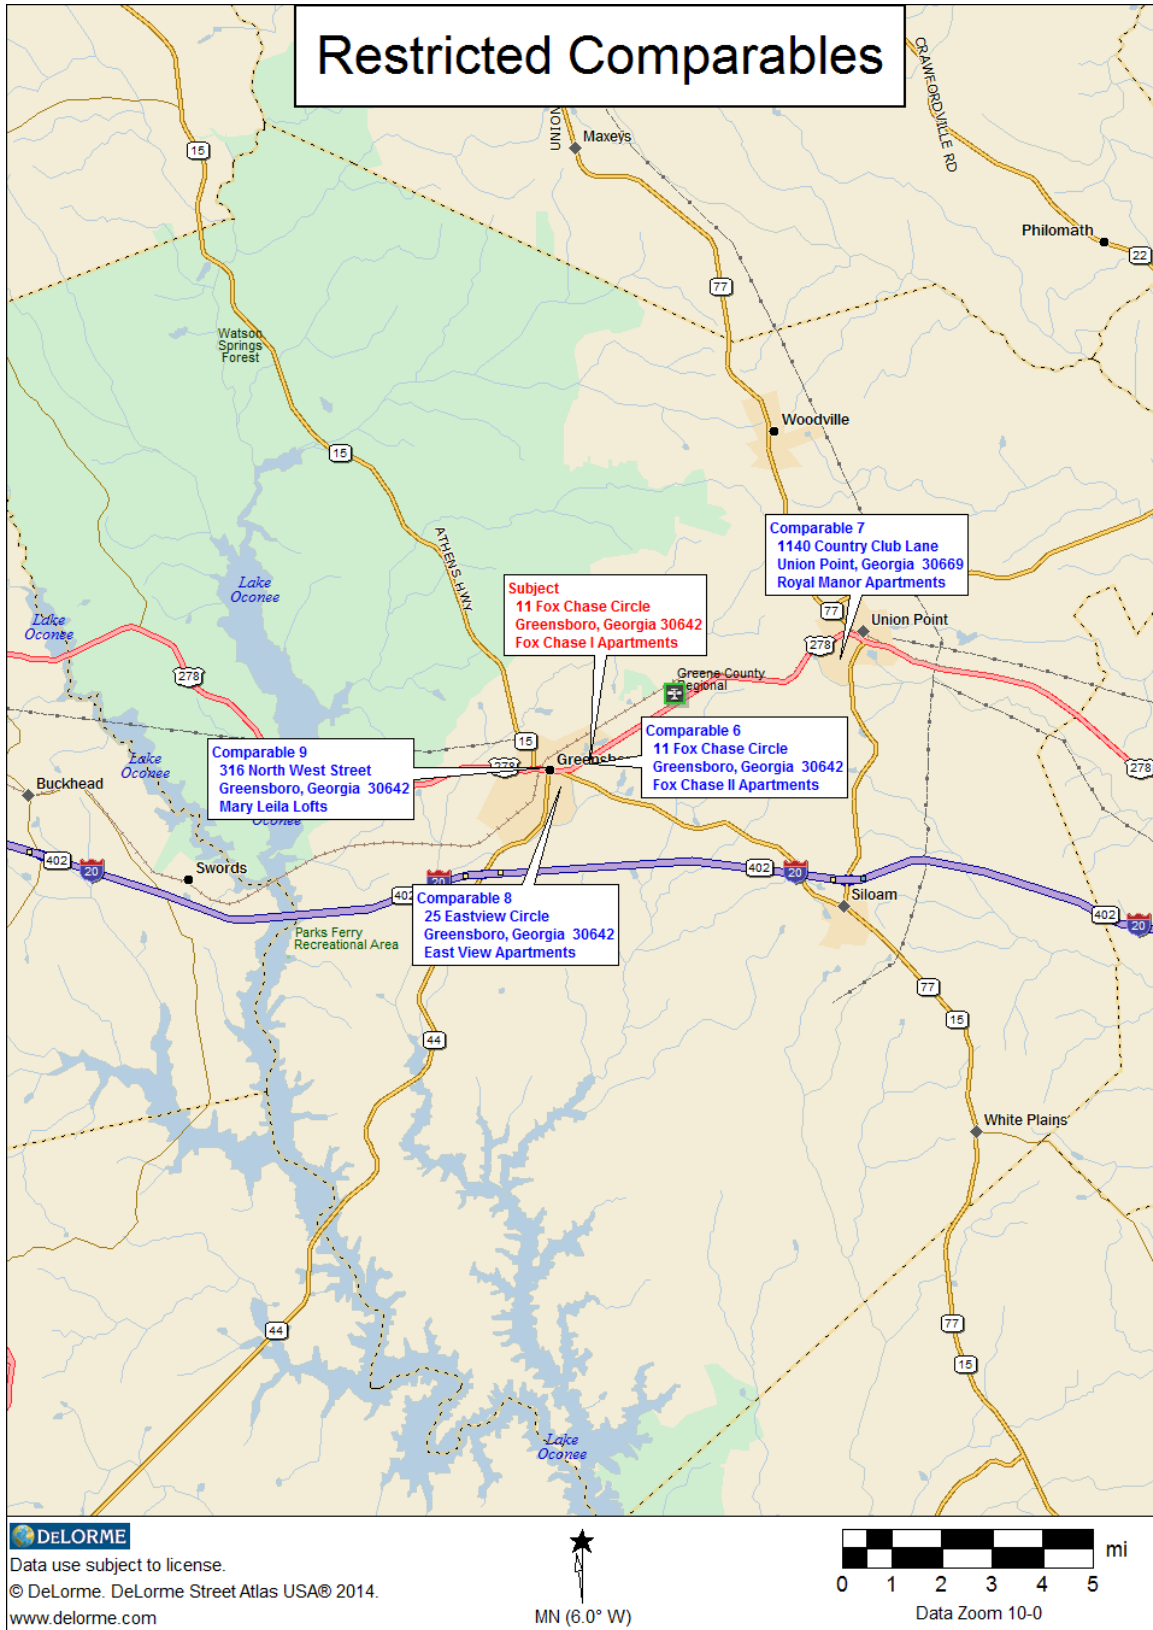 Restricted Comparables
CRAWFORDVILLE RD
UNION
Maxeys
15
Philomath
22
77
Watson
Springs
Forest
Woodville
15
ATHENS HWY
Comparable 7
1140 Country Club Lane
Union Point, Georgia 30669
Royal Manor Apartments
Lake
Oconee
Lake
Oconee
Subject
11 Fox Chase Circle
Greensboro, Georgia 30642
Fox Chase I Apartments
77
Union Point
278
278
Greene County
Regional
Comparable 6
11 Fox Chase Circle
Greensboro, Georgia 30642
Fox Chase II Apartments
15
Comparable 9
316 North West Street
Greensboro, Georgia 30642
Mary Leila Lofts
Lake
Oconee
278
Greensbo
278
Buckhead
Oconee
402
20
Swords
402
20
Siloam
20
402
402
20
Comparable 8
25 Eastview Circle
Greensboro, Georgia 30642
East View Apartments
Parks Ferry
Recreational Area
77
15
44
White Plains
44
77
15
Lake
Oconee
DELORME
Data use subject to license.
© DeLorme. DeLorme Street Atlas USA® 2014.
www.delorme.com
MN (6.0° W)
mi
0 1 2 3 4 5
Data Zoom 10-0